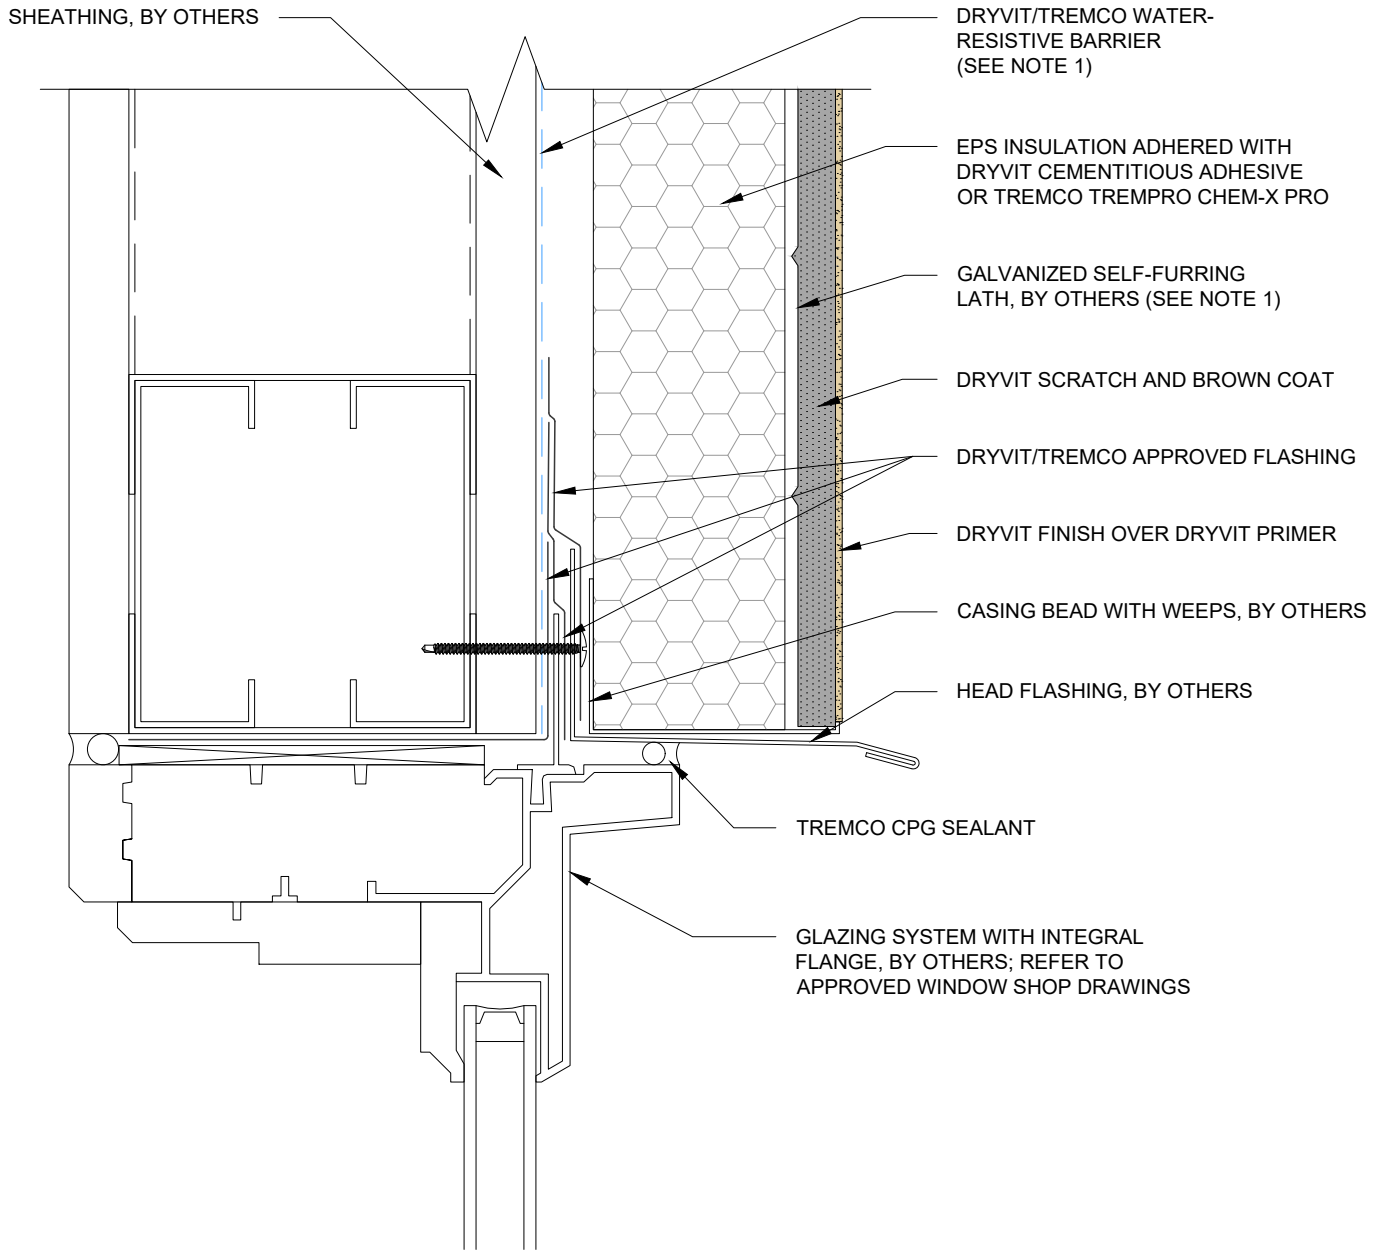 SHEATHING, BY OTHERS
DRYVIT/TREMCO WATER-
RESISTIVE BARRIER
(SEE NOTE 1)
EPS INSULATION ADHERED WITH
DRYVIT CEMENTITIOUS ADHESIVE
OR TREMCO TREMPRO CHEM-X PRO
GALVANIZED SELF-FURRING
LATH, BY OTHERS (SEE NOTE 1)
DRYVIT SCRATCH AND BROWN COAT
DRYVIT/TREMCO APPROVED FLASHING
DRYVIT FINISH OVER DRYVIT PRIMER
CASING BEAD WITH WEEPS, BY OTHERS
HEAD FLASHING, BY OTHERS
TREMCO CPG SEALANT
GLAZING SYSTEM WITH INTEGRAL
FLANGE, BY OTHERS; REFER TO
APPROVED WINDOW SHOP DRAWINGS